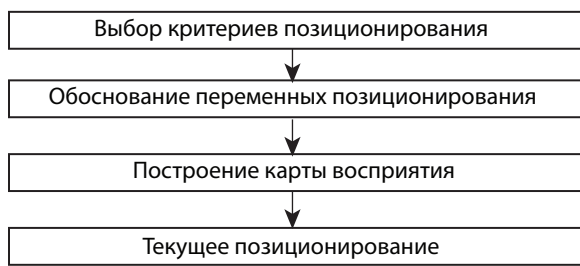 Выбор критериев позиционирования
Обоснование переменных позиционирования
Построение карты восприятия
Текущее позиционирование